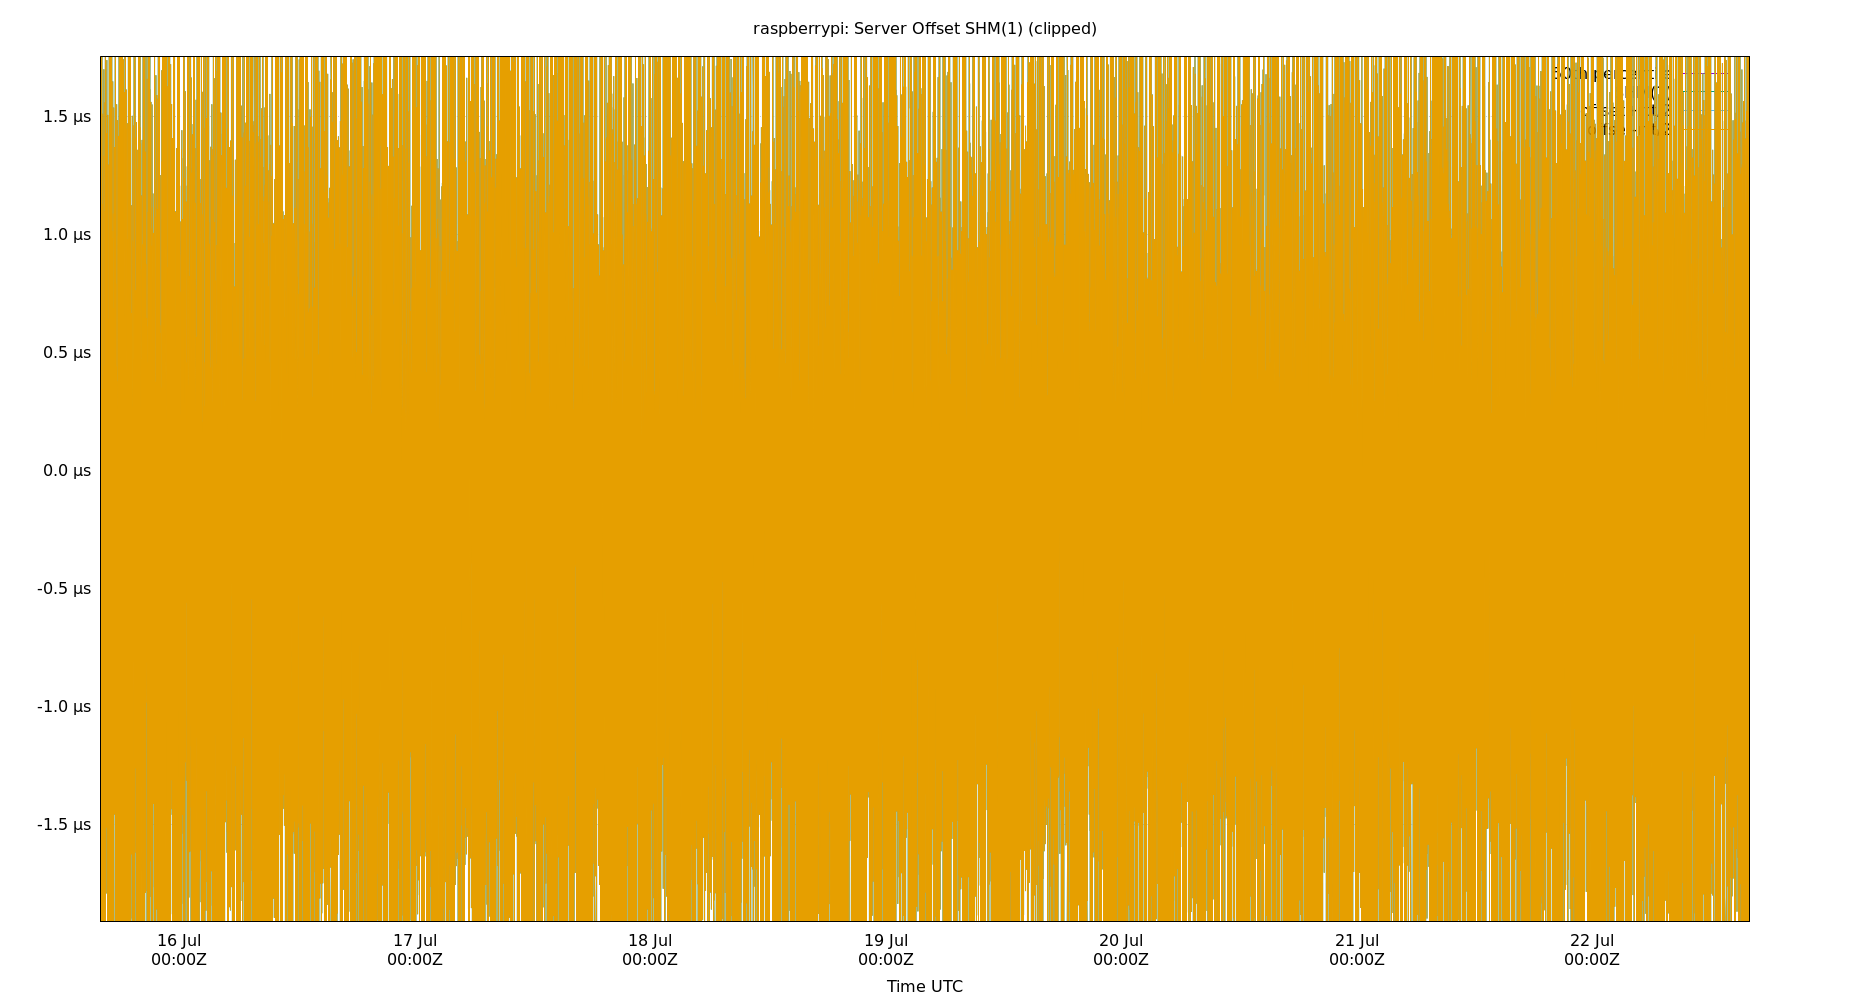 raspberrypi: Server Offset SHM(1) (clipped)
1.5 µs
1.0 µs
0.5 µs
0.0 µs
-0.5 µs
-1.0 µs
-1.5 µs
16 Jul 17 Jul 18 Jul 19 Jul 20 Jul 21 Jul 22 Jul
00:00Z 00:00Z 00:00Z 00:00Z 00:00Z 00:00Z 00:00Z
Time UTC